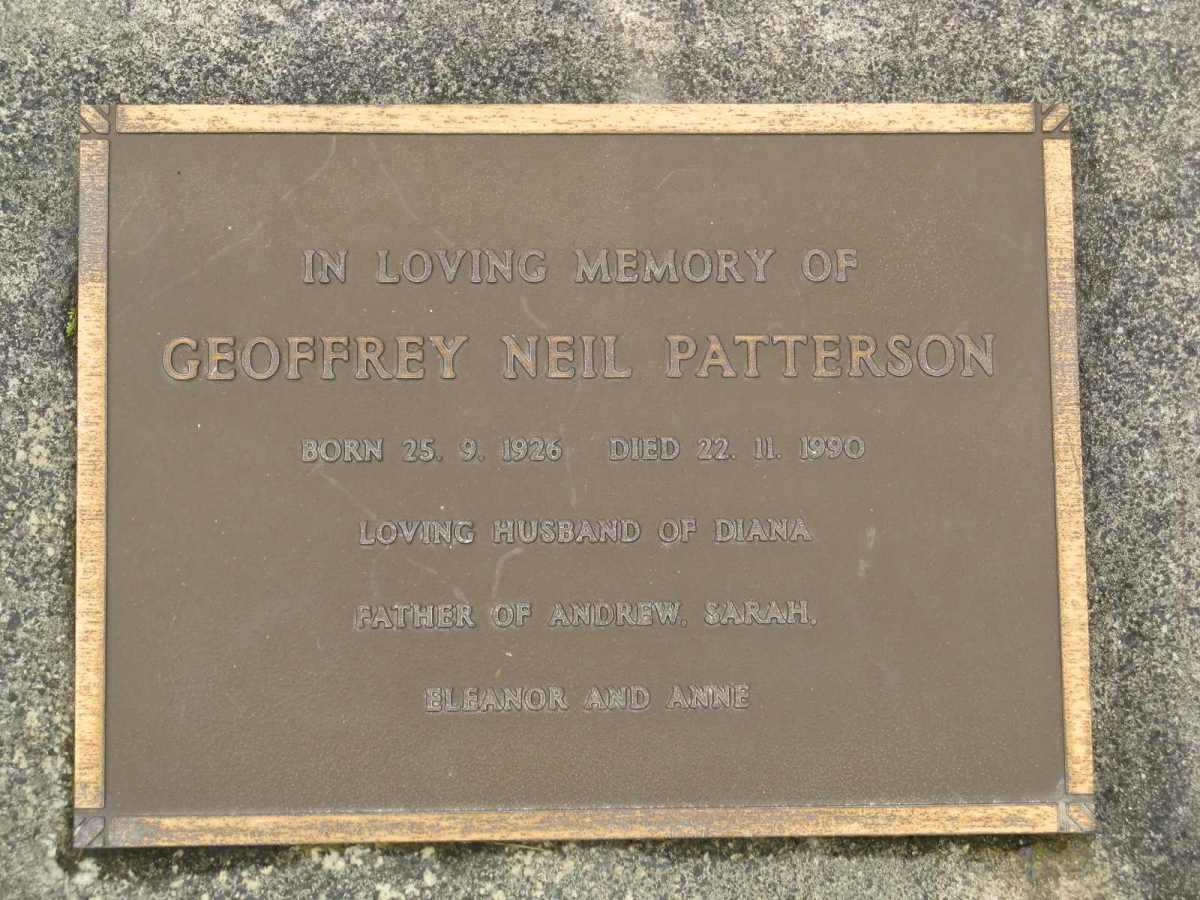 IN LOVING MEMORY OF
GEOFFREY NEIL PATTERSON
BORN 25. 9. 1926 DIED 22. 11. 1990
LOVING HUSBAND OF DIANA
FATHER OF ANDREW, SARAH,
ELEANOR AND ANNE